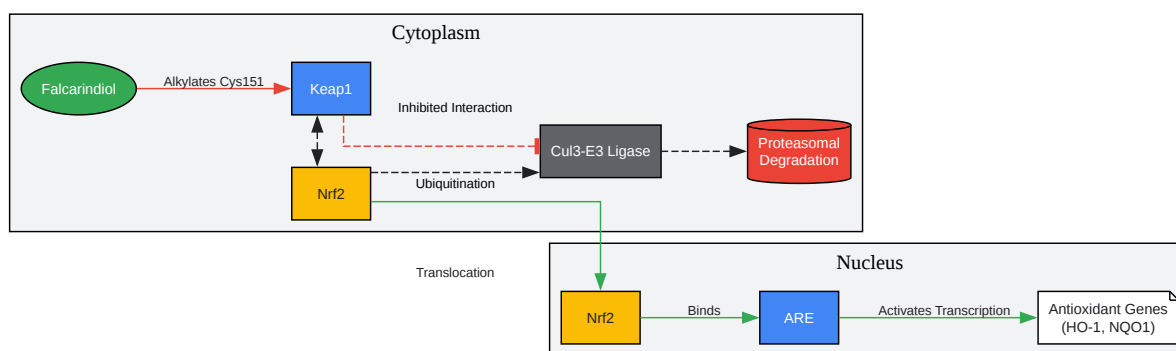 Cytoplasm
Falcarindiol
Alkylates Cys151
Keap1
Inhibited Interaction
Cul3-E3 Ligase
Proteasomal
Degradation
Nrf2
Ubiquitination
Translocation
Nucleus
Nrf2
Binds
ARE
Activates Transcription
Antioxidant Genes
(HO-1, NQO1)